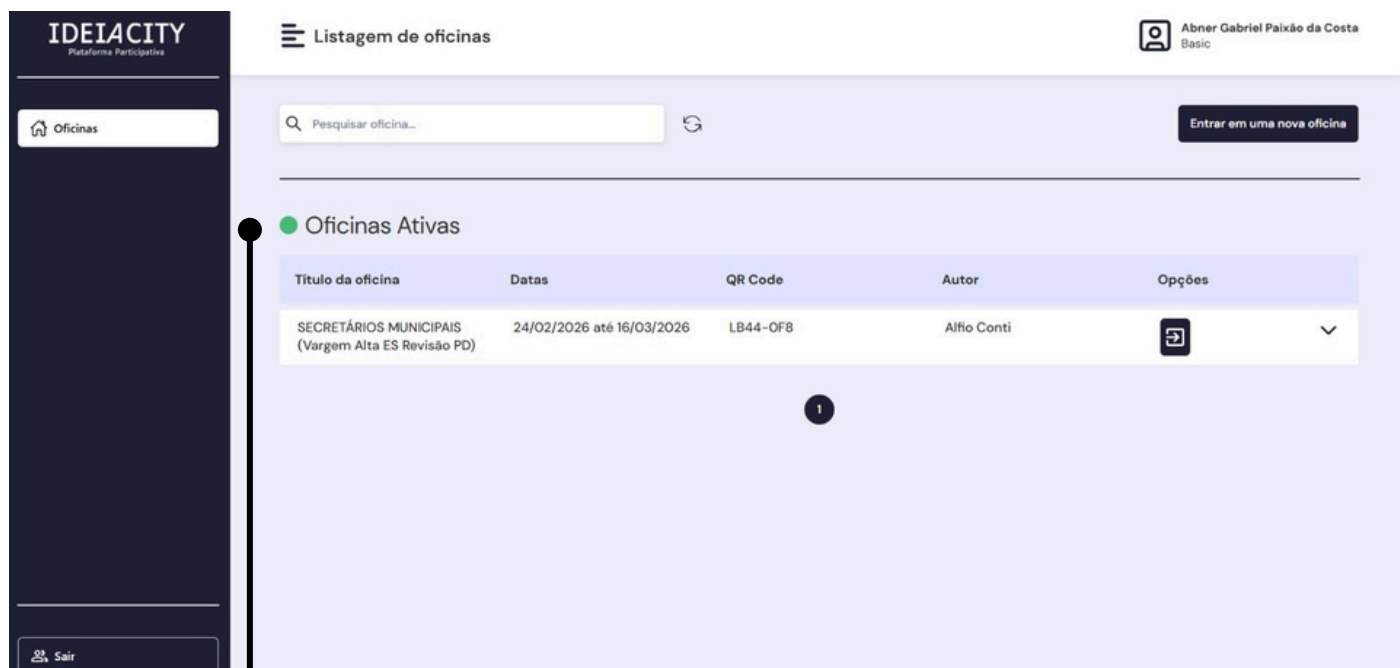 IDEIACITY
Plataforma Participativa
Oficinas
Sair
Listagem de oficinas
Abner Gabriel Paixão da Costa
Basic
Pesquisar oficina...
Entrar em uma nova oficina
Oficinas Ativas
Título da oficina Datas QR Code Autor Opções
SECRETÁRIOS MUNICIPAIS 24/02/2026 até 16/03/2026 LB44-0F8 Alfio Conti
(Vargem Alta ES Revisão PD)
1